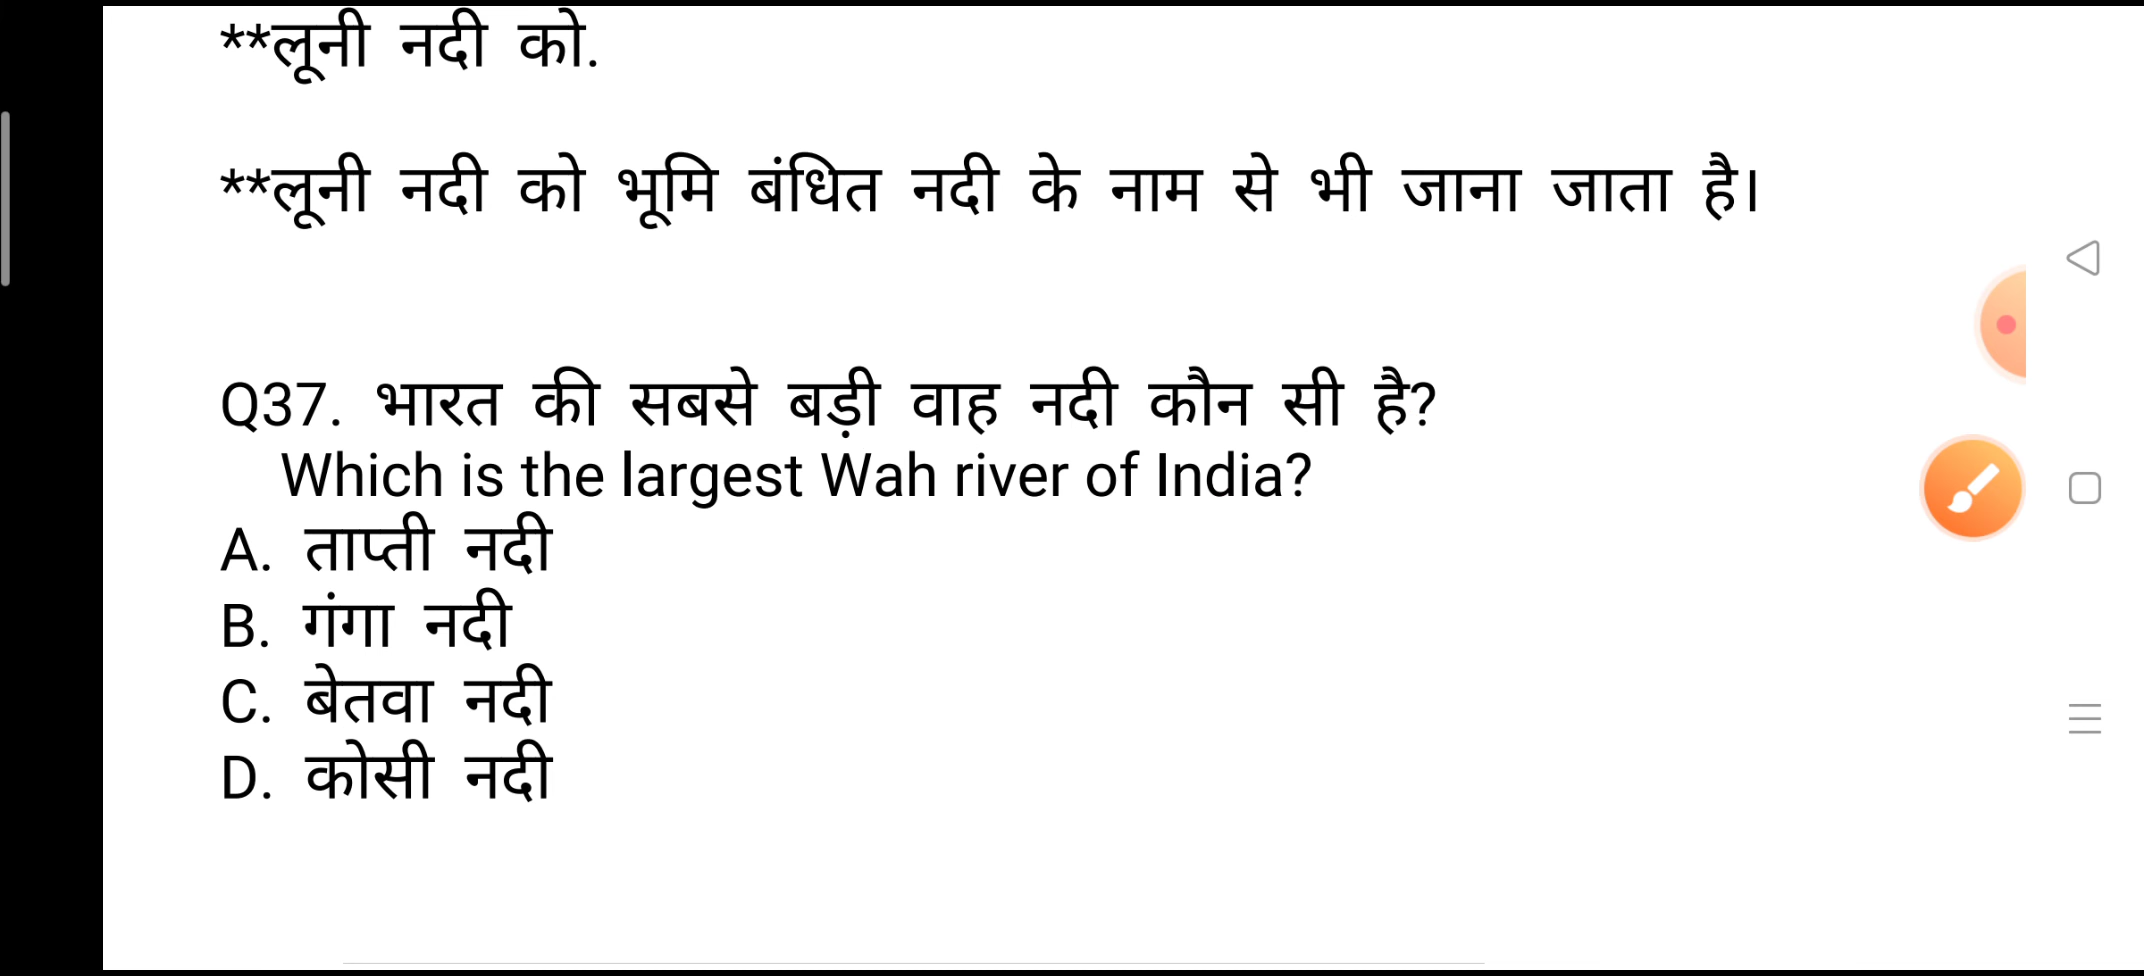 **लूनी नदी को.
**लूनी नदी को भूमि बंधित नदी के नाम से भी जाना जाता है।
Q37. भारत की सबसे बड़ी वाह नदी कौन सी है?
Which is the largest Wah river of India?
A. ताप्ती नदी
B. गंगा नदी
C. बेतवा नदी
D. कोसी नदी